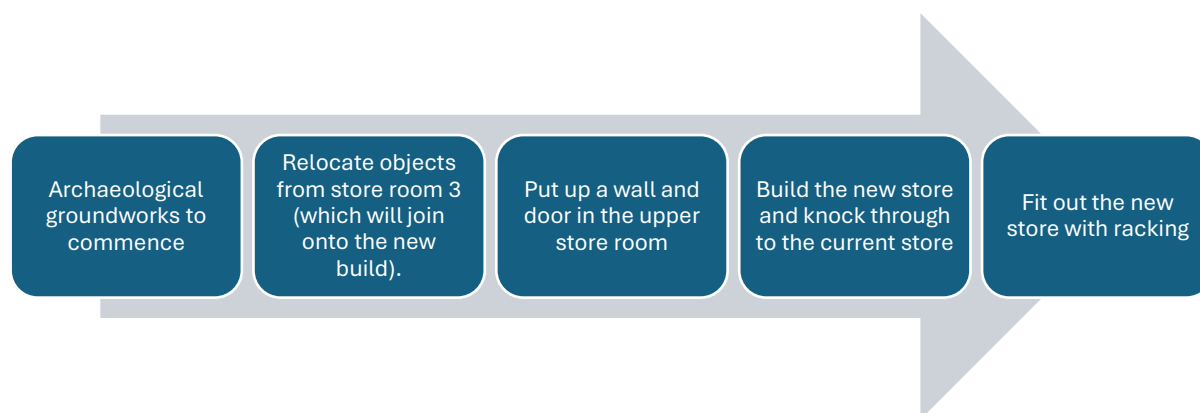 Archaeological
groundworks to
commence
Relocate objects
from store room 3
(which will join
onto the new
build).
Put up a wall and
door in the upper
store room
Build the new store
and knock through
to the current store
Fit out the new
store with racking